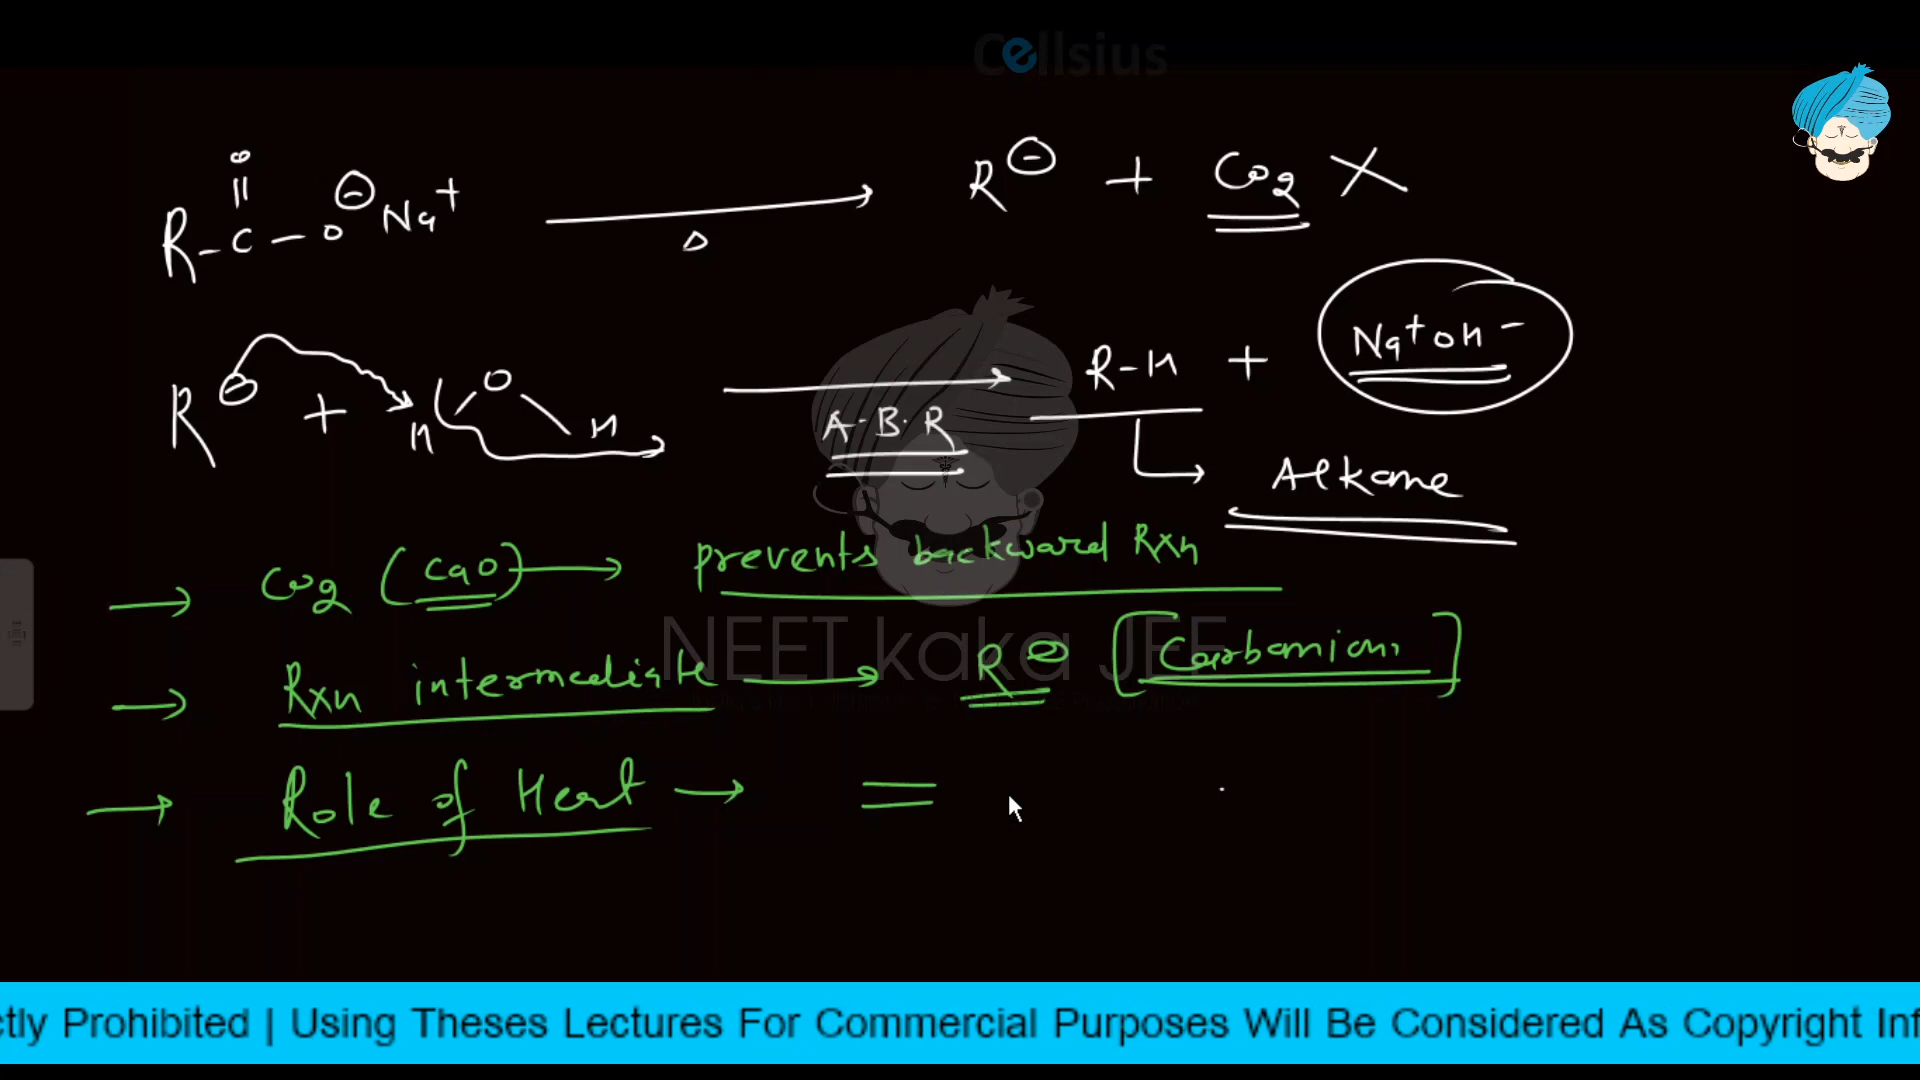 Cellsius
O
||
R-C-O⊖Na+ → Δ R⊖ + CO2 X
R⊖ + H O H → A.B.R R-H + Na+OH-
Alkane
→ CO2 (CaO) → prevents backward Rxn
NEET kaka JEE
→ Rxn intermediate → R⊖ [Carbanion]
→ Role of Heat → =
ctly Prohibited | Using Theses Lectures For Commercial Purposes Will Be Considered As Copyright Inf